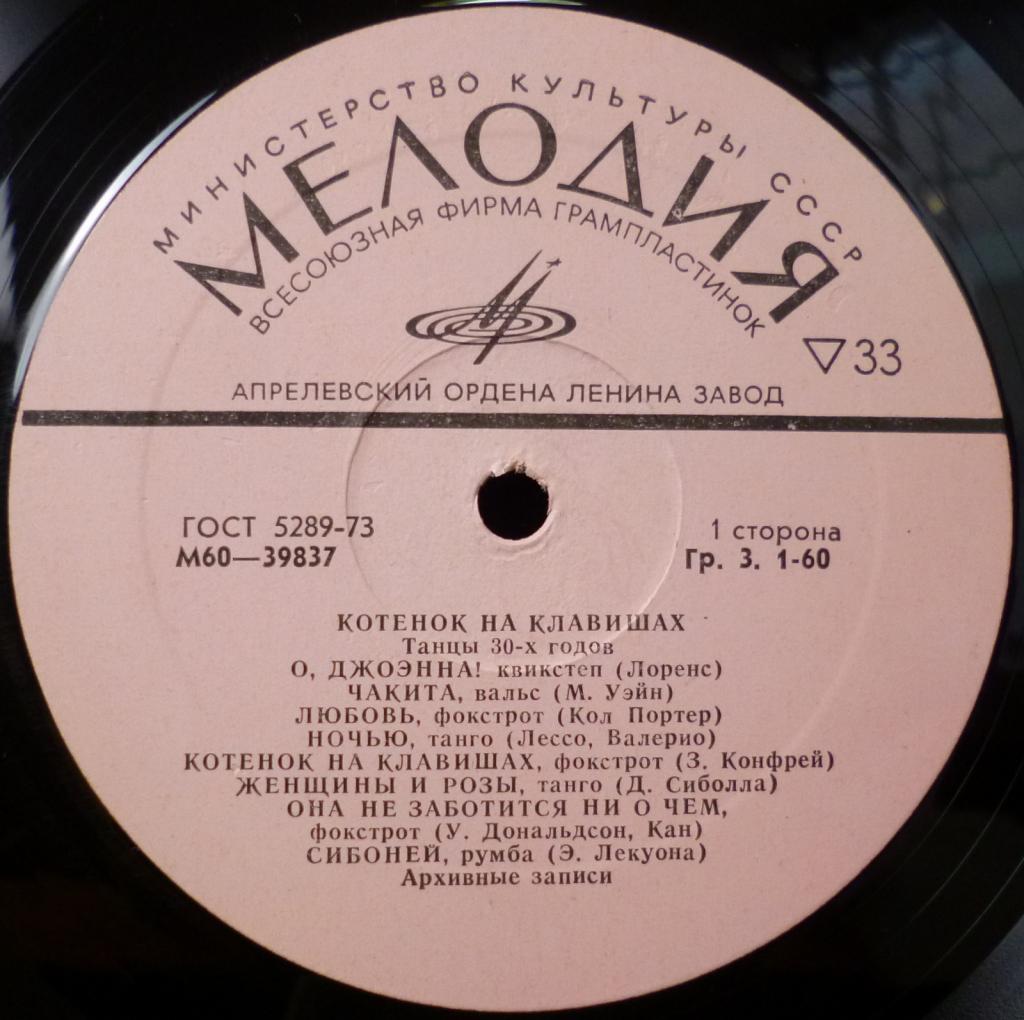 МИНИСТЕРСТВО КУЛЬТУРЫ СССР
МЕЛОДИЯ
ВСЕСОЮЗНАЯ ФИРМА ГРАМПЛАСТИНОК
▽33
АПРЕЛЕВСКИЙ ОРДЕНА ЛЕНИНА ЗАВОД
ГОСТ 5289-73
М60—39837
1 сторона
Гр. 3. 1-60
КОТЕНОК НА КЛАВИШАХ
Танцы 30-х годов
О, ДЖОЭННА! квикстеп (Лоренс)
ЧАКИТА, вальс (М. Уэйн)
ЛЮБОВЬ, фокстрот (Кол Портер)
НОЧЬЮ, танго (Лессо, Валерио)
КОТЕНОК НА КЛАВИШАХ, фокстрот (З. Конфрей)
ЖЕНЩИНЫ И РОЗЫ, танго (Д. Сиболла)
ОНА НЕ ЗАБОТИТСЯ НИ О ЧЕМ,
фокстрот (У. Дональдсон, Кан)
СИБОНЕЙ, румба (Э. Лекуона)
Архивные записи